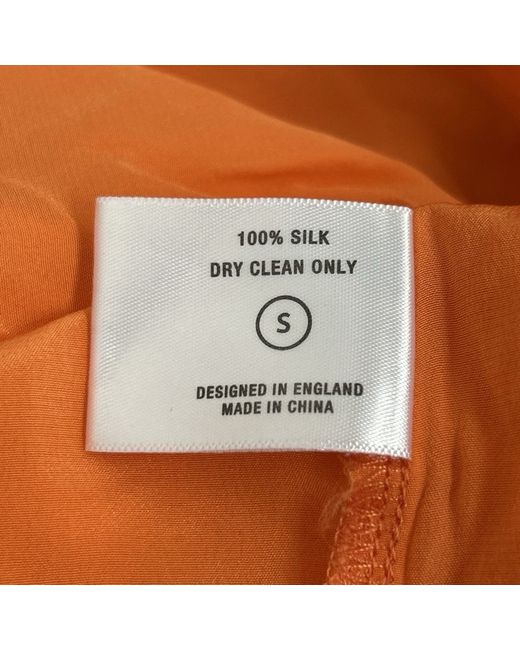 100% SILK
DRY CLEAN ONLY
S
DESIGNED IN ENGLAND
MADE IN CHINA